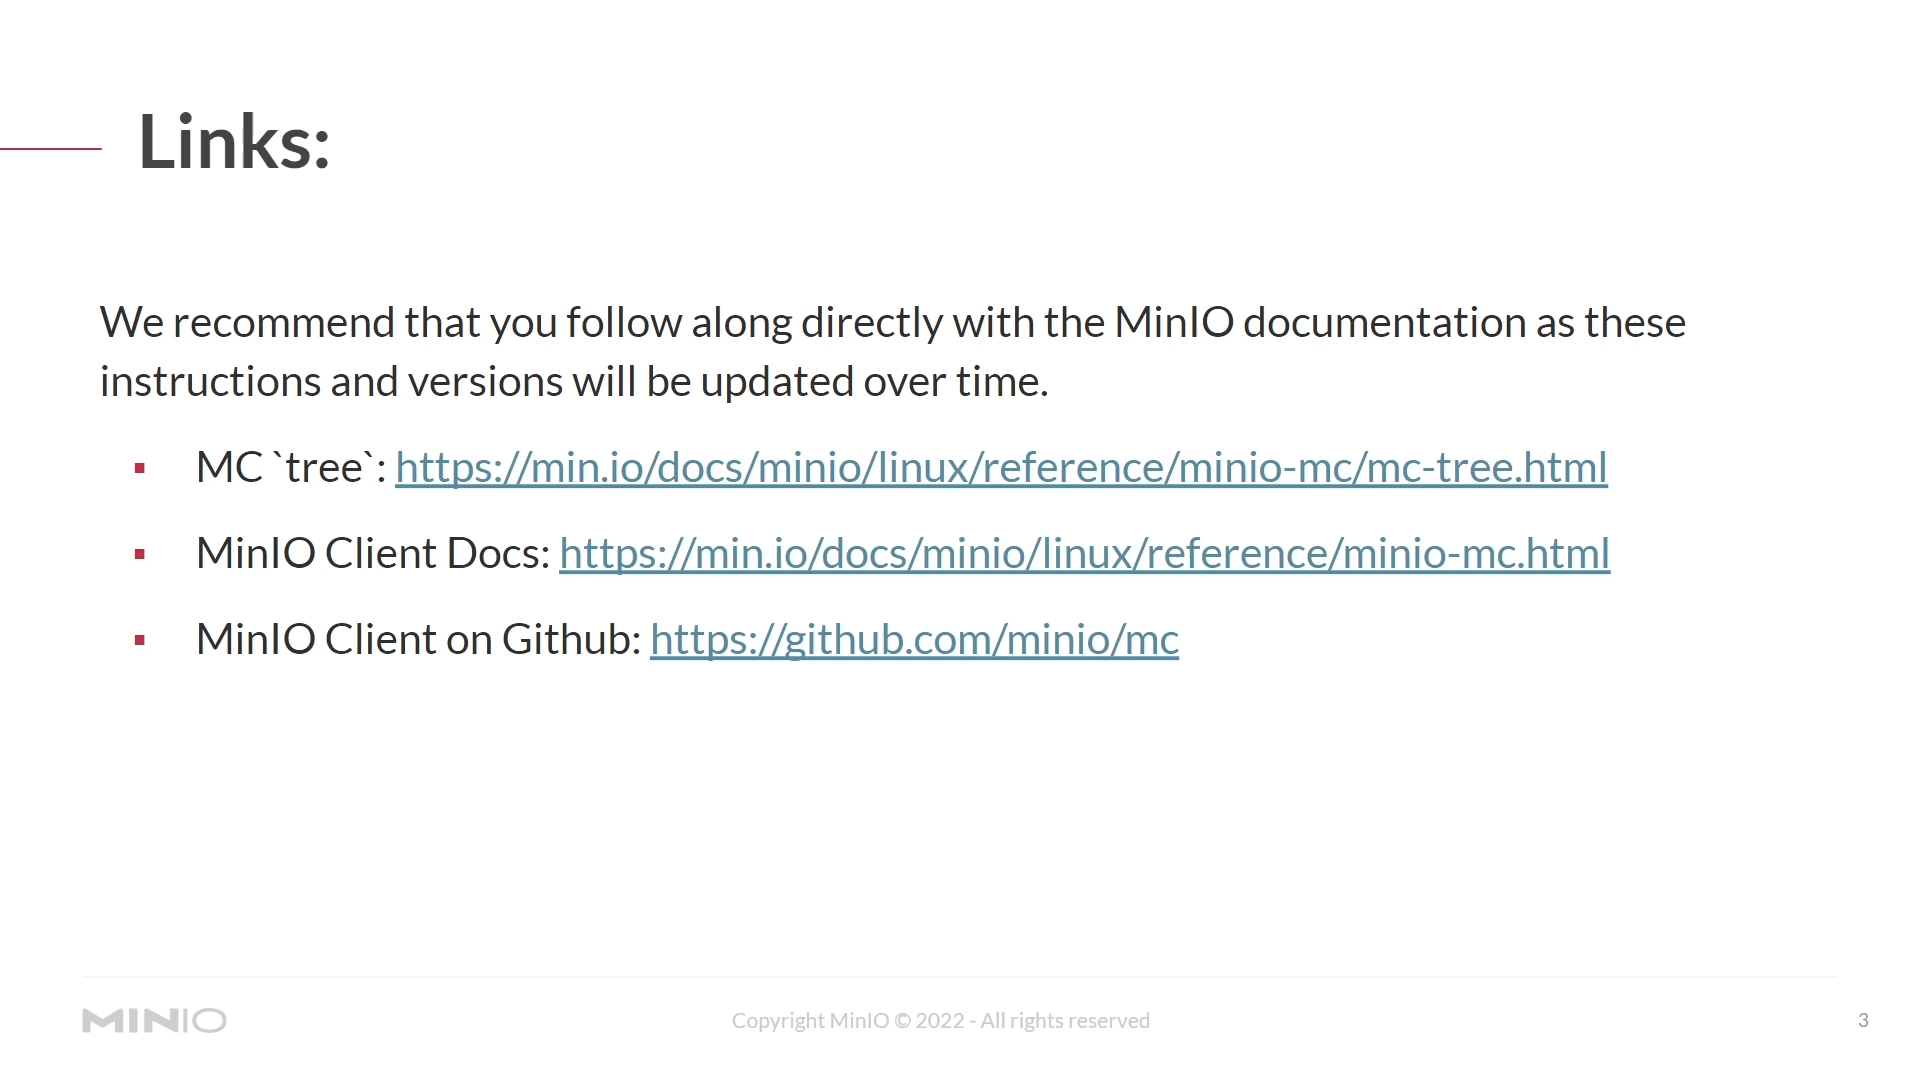 Links:
We recommend that you follow along directly with the MinIO documentation as these
instructions and versions will be updated over time.
▪ MC `tree`: https://min.io/docs/minio/linux/reference/minio-mc/mc-tree.html
▪ MinIO Client Docs: https://min.io/docs/minio/linux/reference/minio-mc.html
▪ MinIO Client on Github: https://github.com/minio/mc
MINIO
Copyright MinIO © 2022 - All rights reserved
3